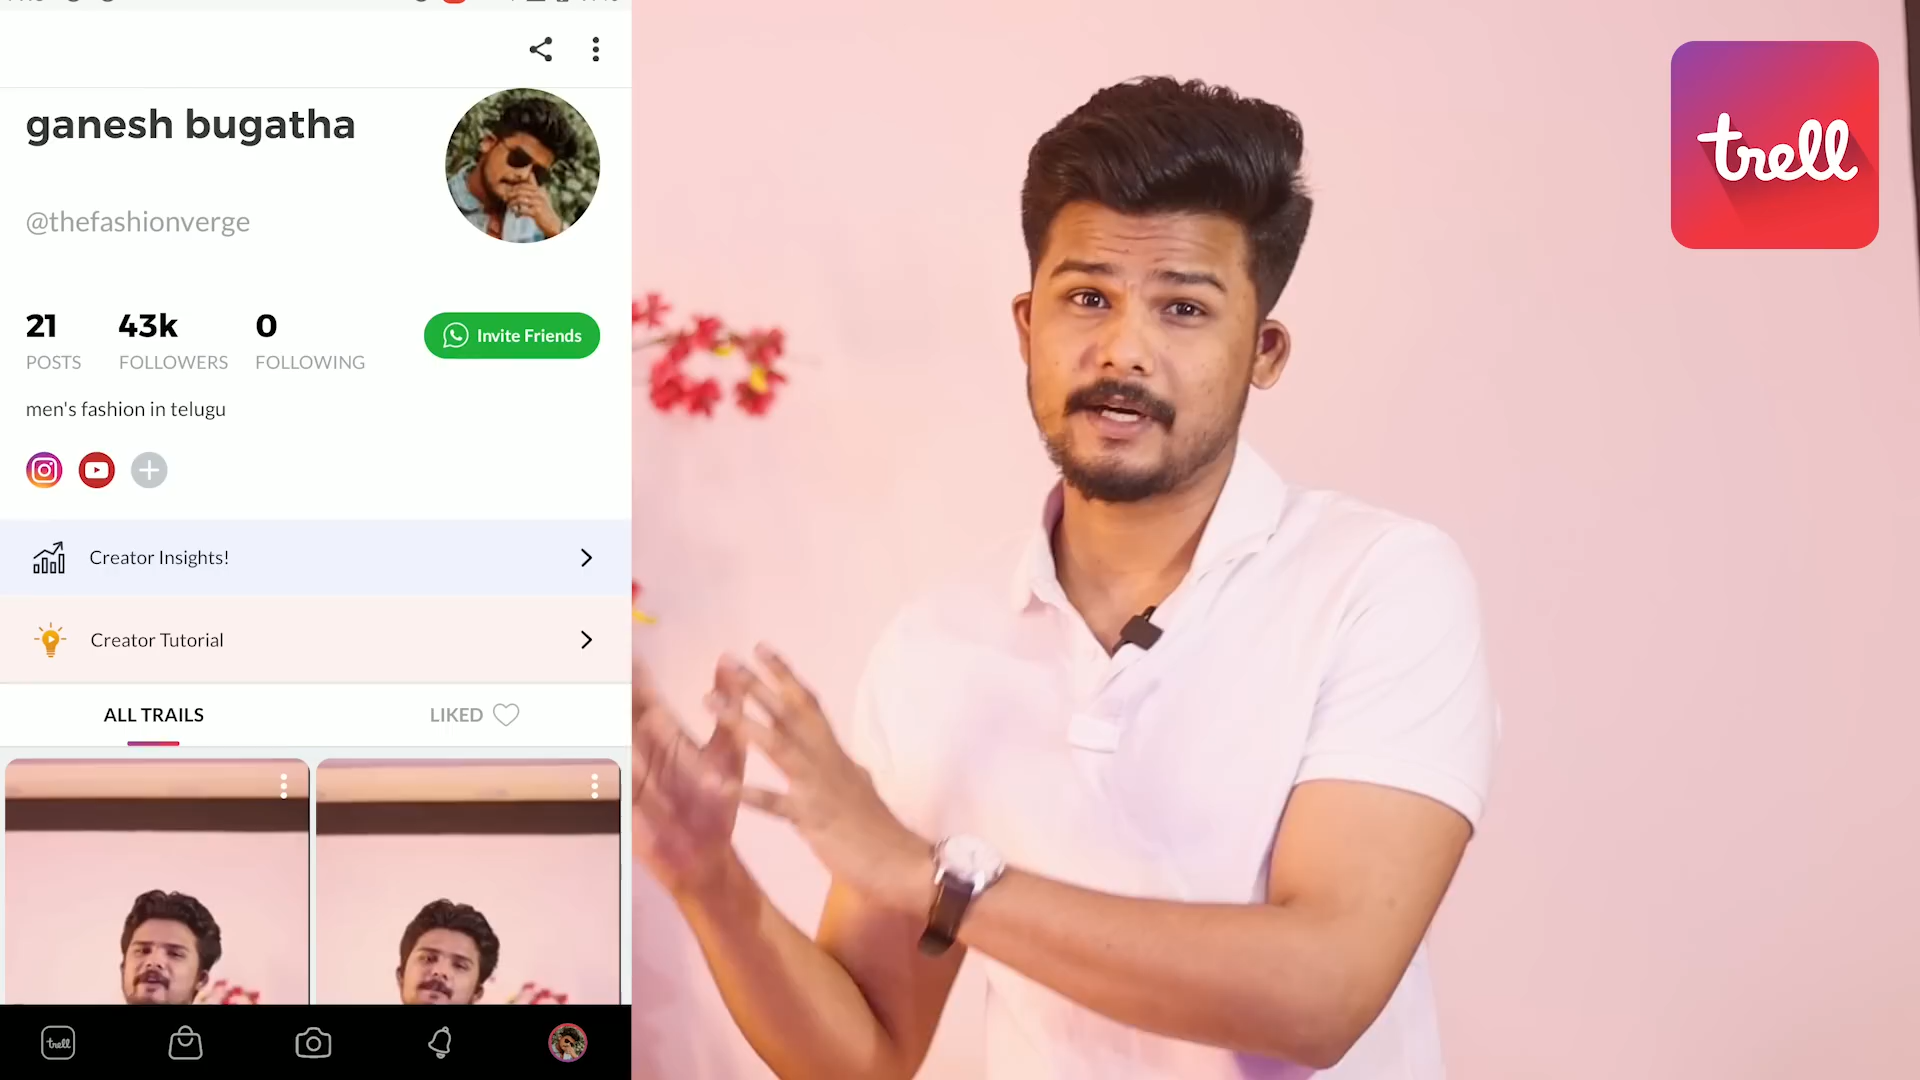 ganesh bugatha
@thefashionverge
21 43k 0
POSTS FOLLOWERS FOLLOWING
Invite Friends
men's fashion in telugu
Creator Insights!
Creator Tutorial
ALL TRAILS LIKED
trell
trell